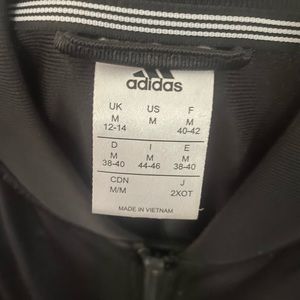 adidas
UK US F
M M M
12-14 40-42
D I E
M M M
38-40 44-46 38-40
CDN J
M/M 2XOT
MADE IN VIETNAM